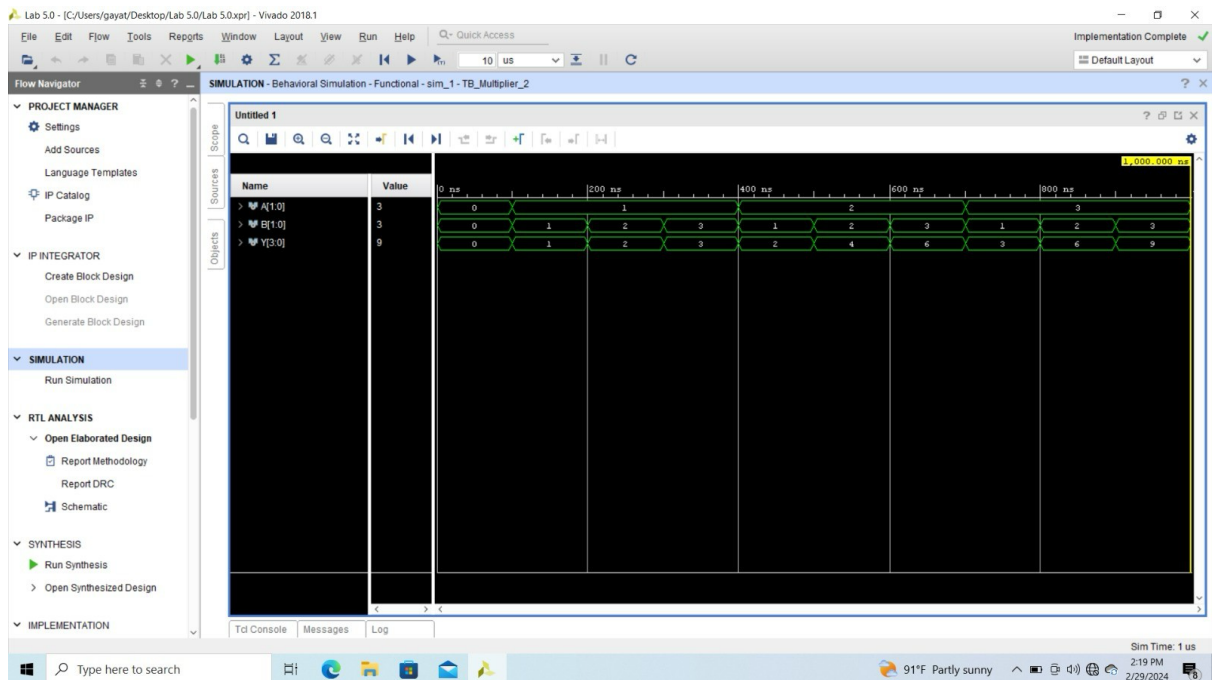 Lab 5.0 - [C:/Users/gayat/Desktop/Lab 5.0/Lab 5.0.xpr] - Vivado 2018.1
File Edit Flow Tools Reports Window Layout View Run Help Q- Quick Access Implementation Complete
10 us Default Layout
Flow Navigator SIMULATION - Behavioral Simulation - Functional - sim_1 - TB_Multiplier_2
PROJECT MANAGER
Settings
Add Sources
Language Templates
IP Catalog
Package IP
IP INTEGRATOR
Create Block Design
Open Block Design
Generate Block Design
SIMULATION
Run Simulation
RTL ANALYSIS
Open Elaborated Design
Report Methodology
Report DRC
Schematic
SYNTHESIS
Run Synthesis
Open Synthesized Design
IMPLEMENTATION
Scope
Sources
Objects
Untitled 1
1,000.000 ns
Name Value 0 ns 200 ns 400 ns 600 ns 800 ns
A[1:0] 3 0 1 2 3
B[1:0] 3 0 1 2 3 1 2 3 1 2 3
Y[3:0] 9 0 1 2 3 2 4 6 3 6 9
Tcl Console Messages Log
Sim Time: 1 us
Type here to search 91°F Partly sunny 2:19 PM
2/29/2024 8